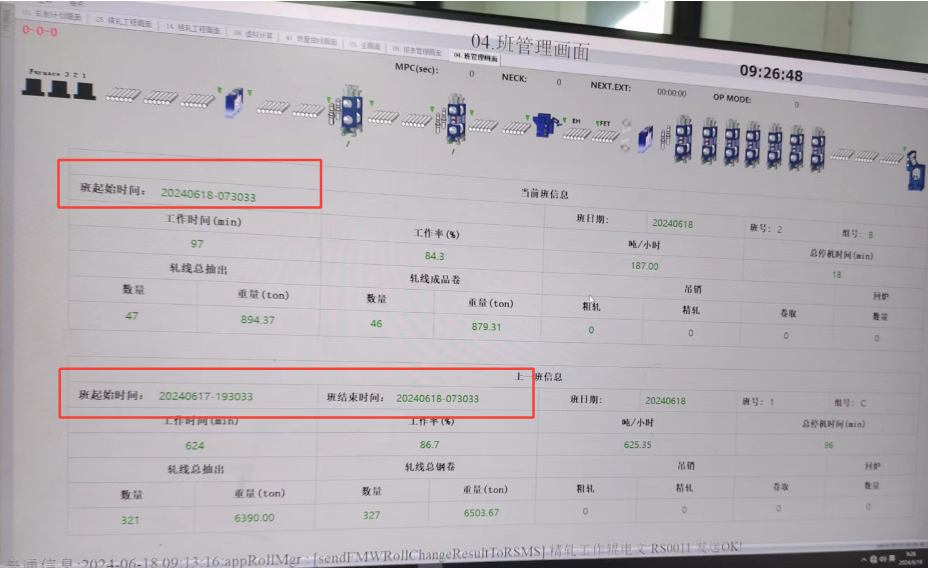 04.班管理画面
0-0-0
MPC(sec): 0 NECK: 0 NEXT.EXT: 00:00:00 OP MODE: 0
09:26:48
Furnace 3 2 1
EH FET
当前班信息
班起始时间: 20240618-073033
班日期: 20240618 班号: 2 组号: B
工作时间(min) 工作率(%) 吨/小时 总停机时间(min)
97 84.3 187.00 18
轧线总抽出 轧线成品卷 吊销 回炉
数量 重量(ton) 数量 重量(ton) 粗轧 精轧 卷取 数量
47 894.37 46 879.31 0 0 0 0
上一班信息
班起始时间: 20240617-193033 班结束时间: 20240618-073033 班日期: 20240618 班号: 1 组号: C
工作时间(min) 工作率(%) 吨/小时 总停机时间(min)
624 86.7 625.35 96
轧线总抽出 轧线总钢卷 吊销 回炉
数量 重量(ton) 数量 重量(ton) 粗轧 精轧 卷取 数量
321 6390.00 327 6503.67 0 0 0 0
普通信息:2024-06-18 09:13:16:appRollMgr : [sendFMWRollChangeResultToRSMS] 精轧工作辊电文 RS0011 发送OK!